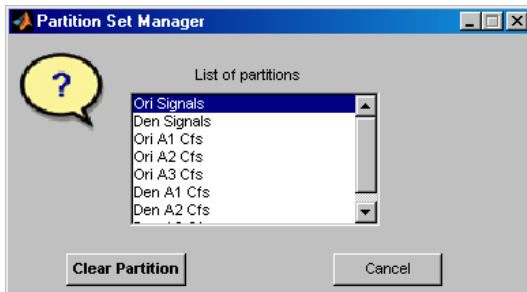 Partition Set Manager
?
List of partitions
Ori Signals
Den Signals
Ori A1 Cfs
Ori A2 Cfs
Ori A3 Cfs
Den A1 Cfs
Den A2 Cfs
Clear Partition
Cancel